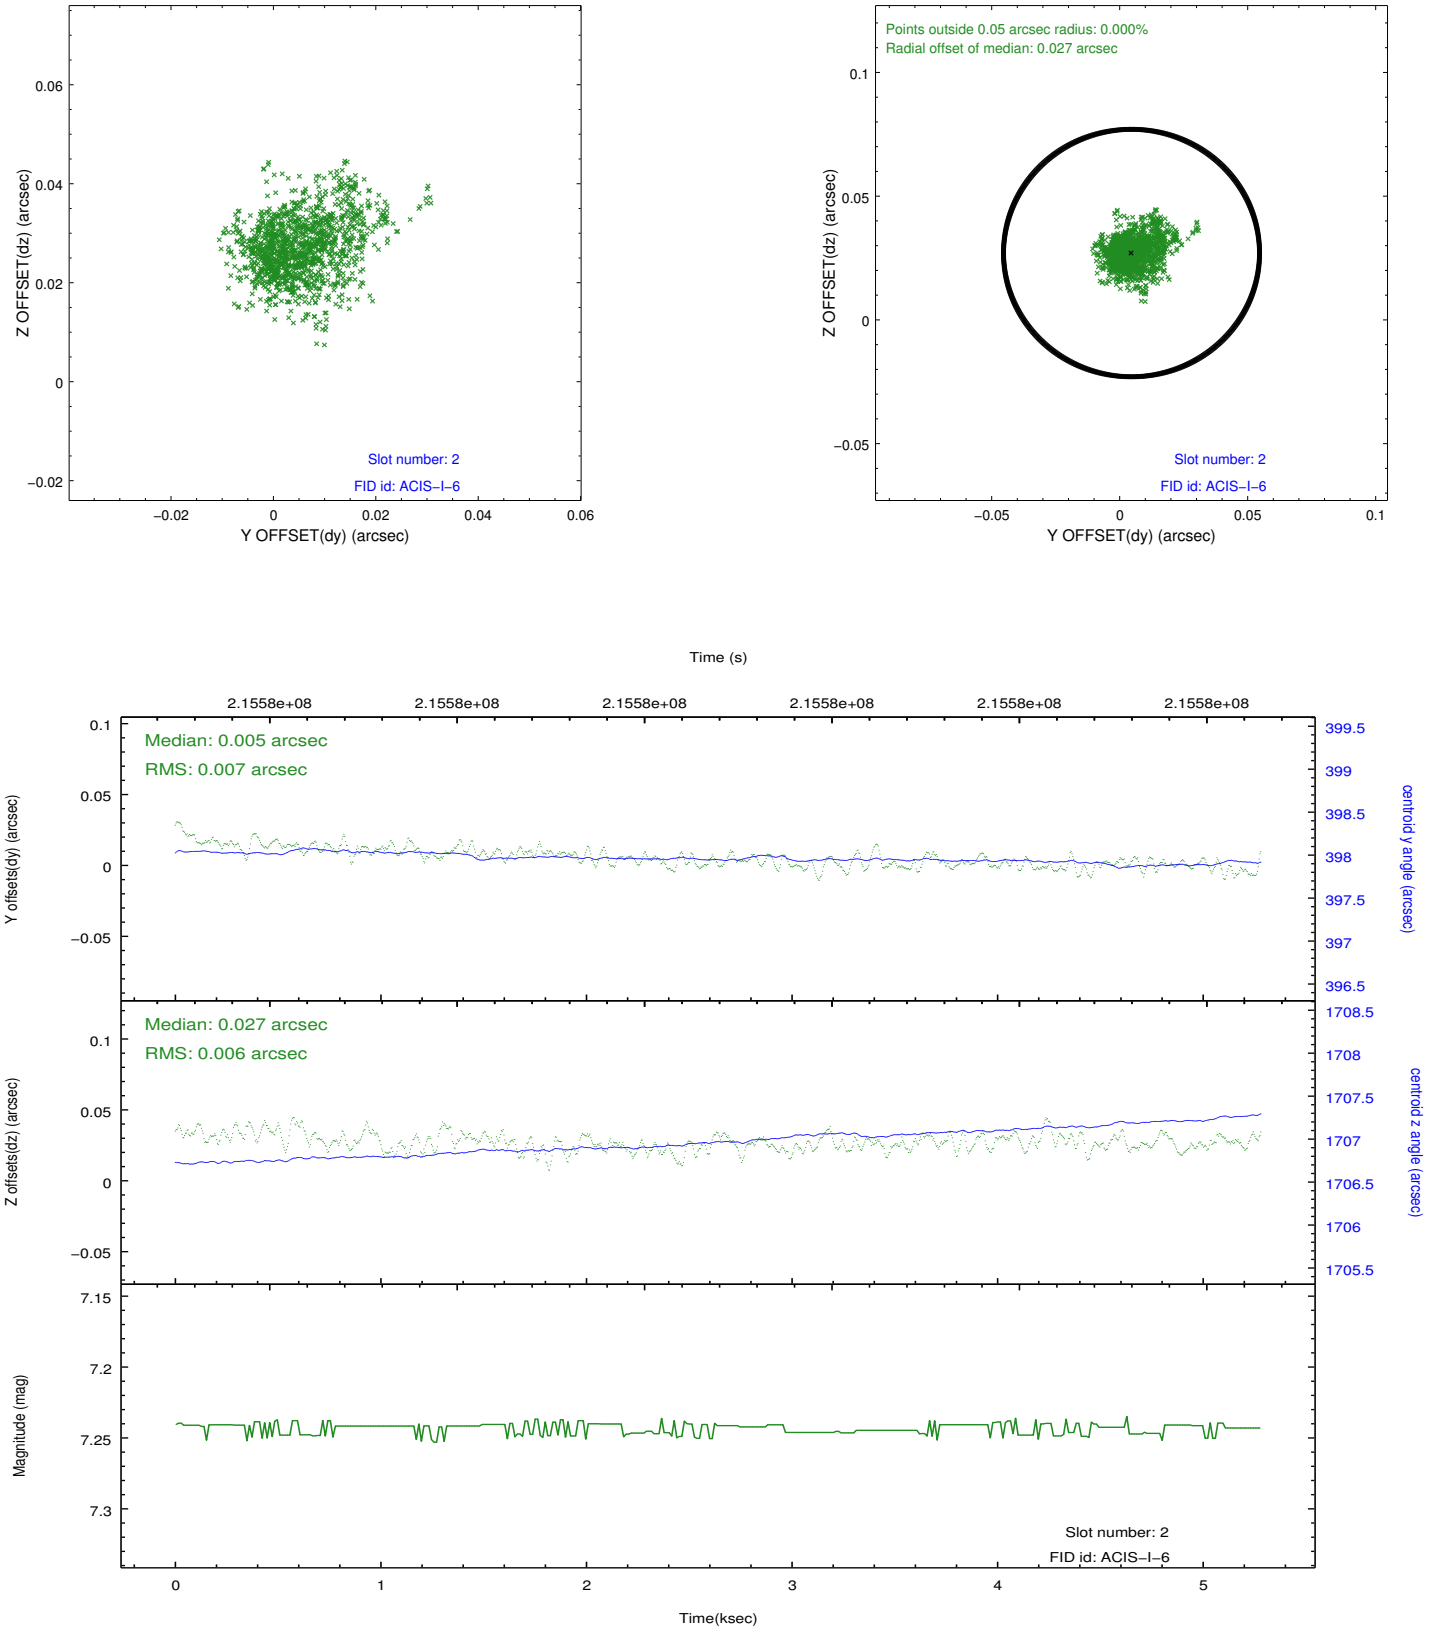 0.06
0.04
0.02
0
−0.02
−0.02
0
0.02
0.04
0.06
Z OFFSET(dz) (arcsec)
Y OFFSET(dy) (arcsec)
Slot number: 2
FID id: ACIS−I−6
Points outside 0.05 arcsec radius: 0.000%
Radial offset of median: 0.027 arcsec
0.1
0.05
0
−0.05
−0.05
0
0.05
0.1
Z OFFSET(dz) (arcsec)
Y OFFSET(dy) (arcsec)
Slot number: 2
FID id: ACIS−I−6
Time (s)
2.1558e+08
2.1558e+08
2.1558e+08
2.1558e+08
2.1558e+08
2.1558e+08
Median: 0.005 arcsec
RMS: 0.007 arcsec
0.1
0.05
0
−0.05
Y offsets(dy) (arcsec)
399.5
399
398.5
398
397.5
397
396.5
centroid y angle (arcsec)
Median: 0.027 arcsec
RMS: 0.006 arcsec
0.1
0.05
0
−0.05
Z offsets(dz) (arcsec)
1708.5
1708
1707.5
1707
1706.5
1706
1705.5
centroid z angle (arcsec)
7.15
7.2
7.25
7.3
Magnitude (mag)
Slot number: 2
FID id: ACIS−I−6
0
1
2
3
4
5
Time(ksec)